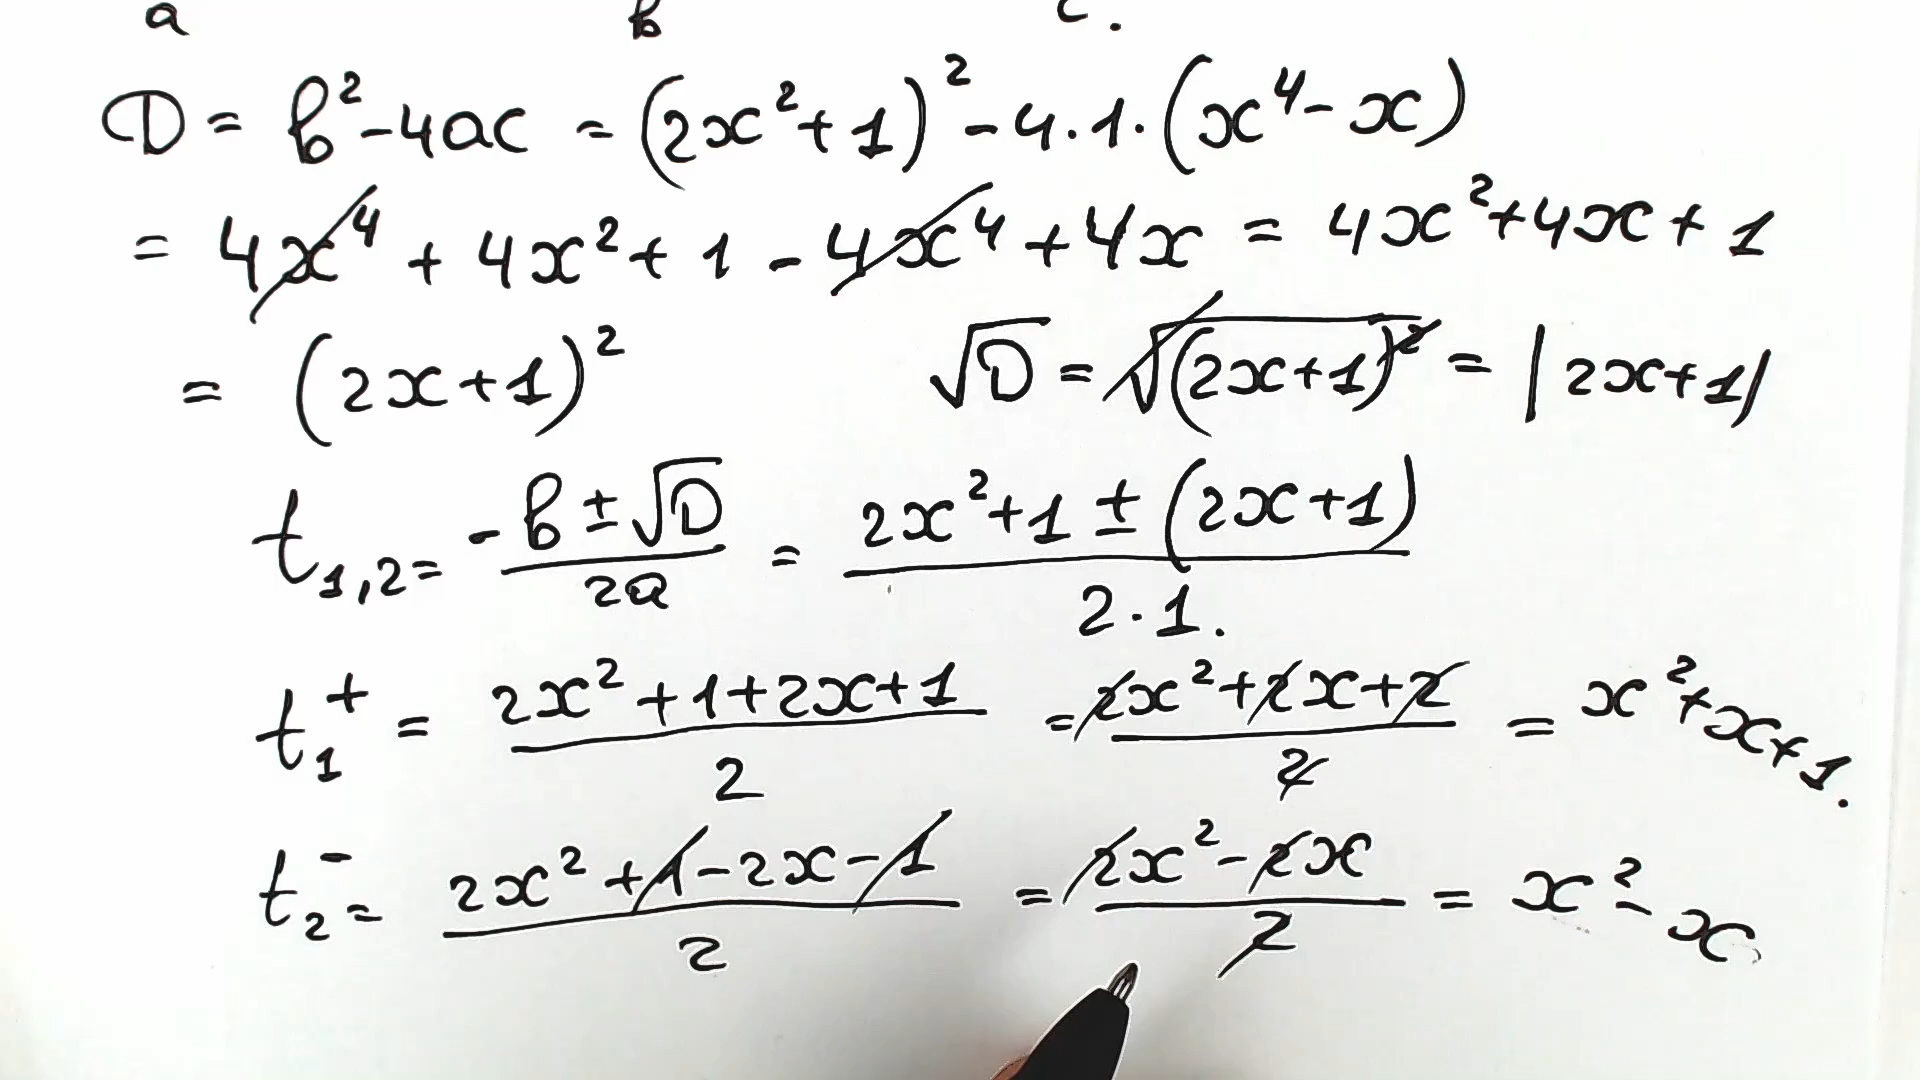 a b c.
D = b² - 4ac = (2x² + 1)² - 4·1·(x⁴ - x)
= 4x⁴ + 4x² + 1 - 4x⁴ + 4x = 4x² + 4x + 1
= (2x + 1)² √D = √(2x+1)² = |2x+1|
t₁,₂ = (-b ± √D)/(2a) = (2x² + 1 ± (2x+1))/(2·1.)
t₁⁺ = (2x² + 1 + 2x + 1)/2 = (2x² + 2x + 2)/2 = x² + x + 1.
t₂⁻ = (2x² + 1 - 2x - 1)/2 = (2x² - 2x)/2 = x² - x